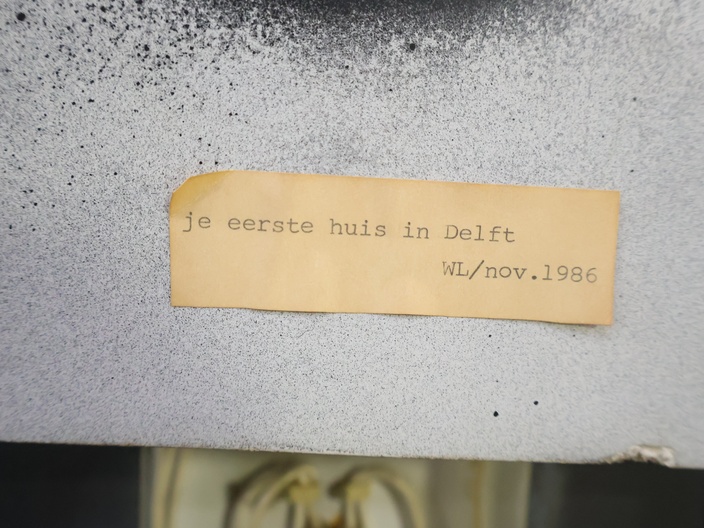 je eerste huis in Delft
WL/nov.1986